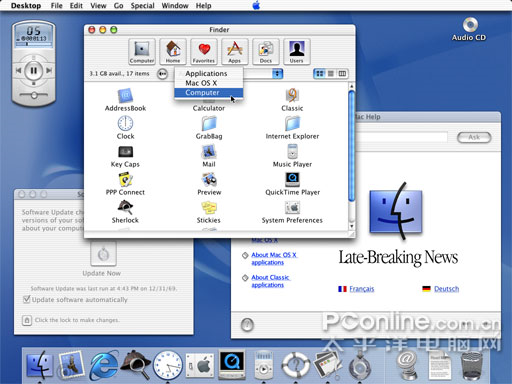 Desktop File Edit View Go Special Window Help
05
Finder
Audio CD
Computer Home Favorites Apps Docs Users
3.1 GB avail., 17 items
Applications
Mac OS X
Computer
AddressBook Calculator Classic
Clock GrabBag Internet Explorer
Key Caps Mail Music Player
PPP Connect Preview QuickTime Player
Sherlock Stickies System Preferences
Mac Help
Ask
Software Update
versions of your
about your compute
Update Now
Software Update was last run at 4:43 PM on 12/31/69.
Update software automatically
Click the lock to make changes.
Mac OS X
About Mac OS X
applications
About Classic
applications
Late-Breaking News
Français Deutsch
PConline.com.cn
太平洋电脑网